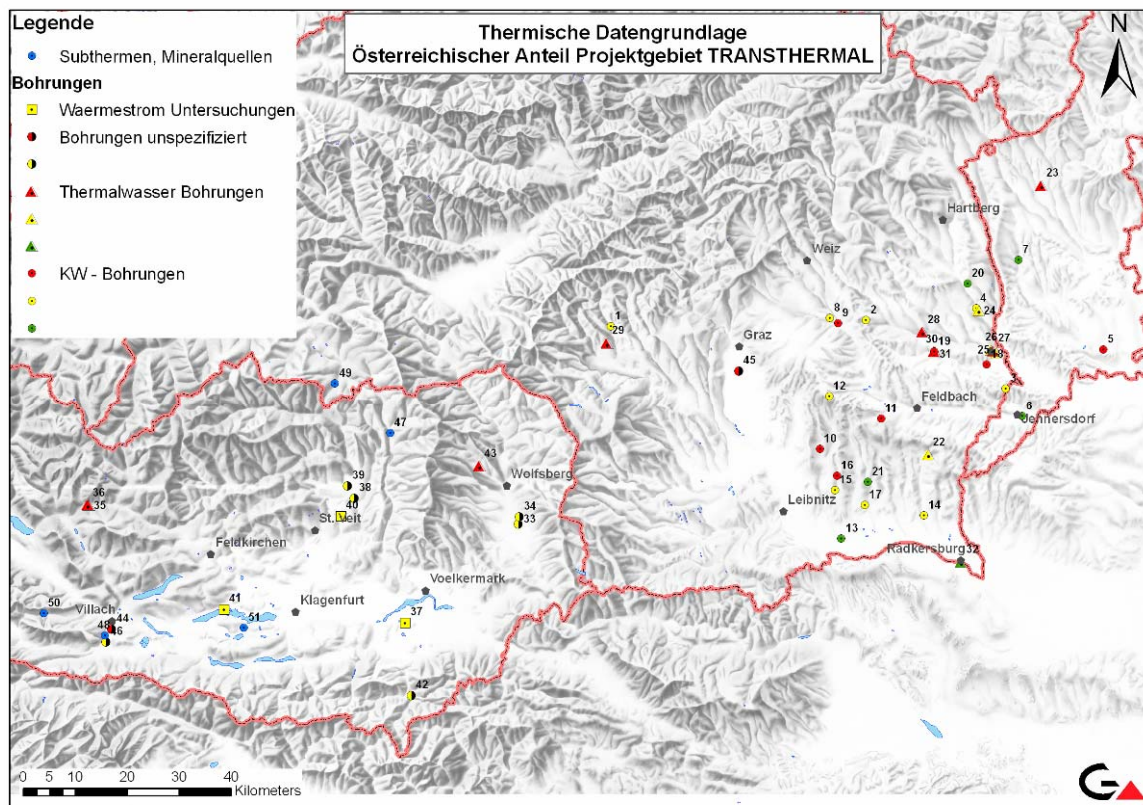 Legende
Subthermen, Mineralquellen
Bohrungen
Waermestrom Untersuchungen
Bohrungen unspezifiziert
Thermalwasser Bohrungen
KW - Bohrungen
Thermische Datengrundlage
Österreichischer Anteil Projektgebiet TRANSTHERMAL
N
23
Hartberg
Weiz
7
20
4
24
8
9
2
1
29
28
30
19
31
26
27
25
18
5
Graz
45
49
12
Feldbach
11
6
Jennersdorf
47
43
Wolfsberg
10
22
39
38
40
16
15
21
36
35
34
33
17
14
Leibnitz
St. Veit
Feldkirchen
13
Radkersburg
32
Voelkermark
50
Villach
44
48
46
41
51
Klagenfurt
37
42
0 5 10 20 30 40
Kilometers
G